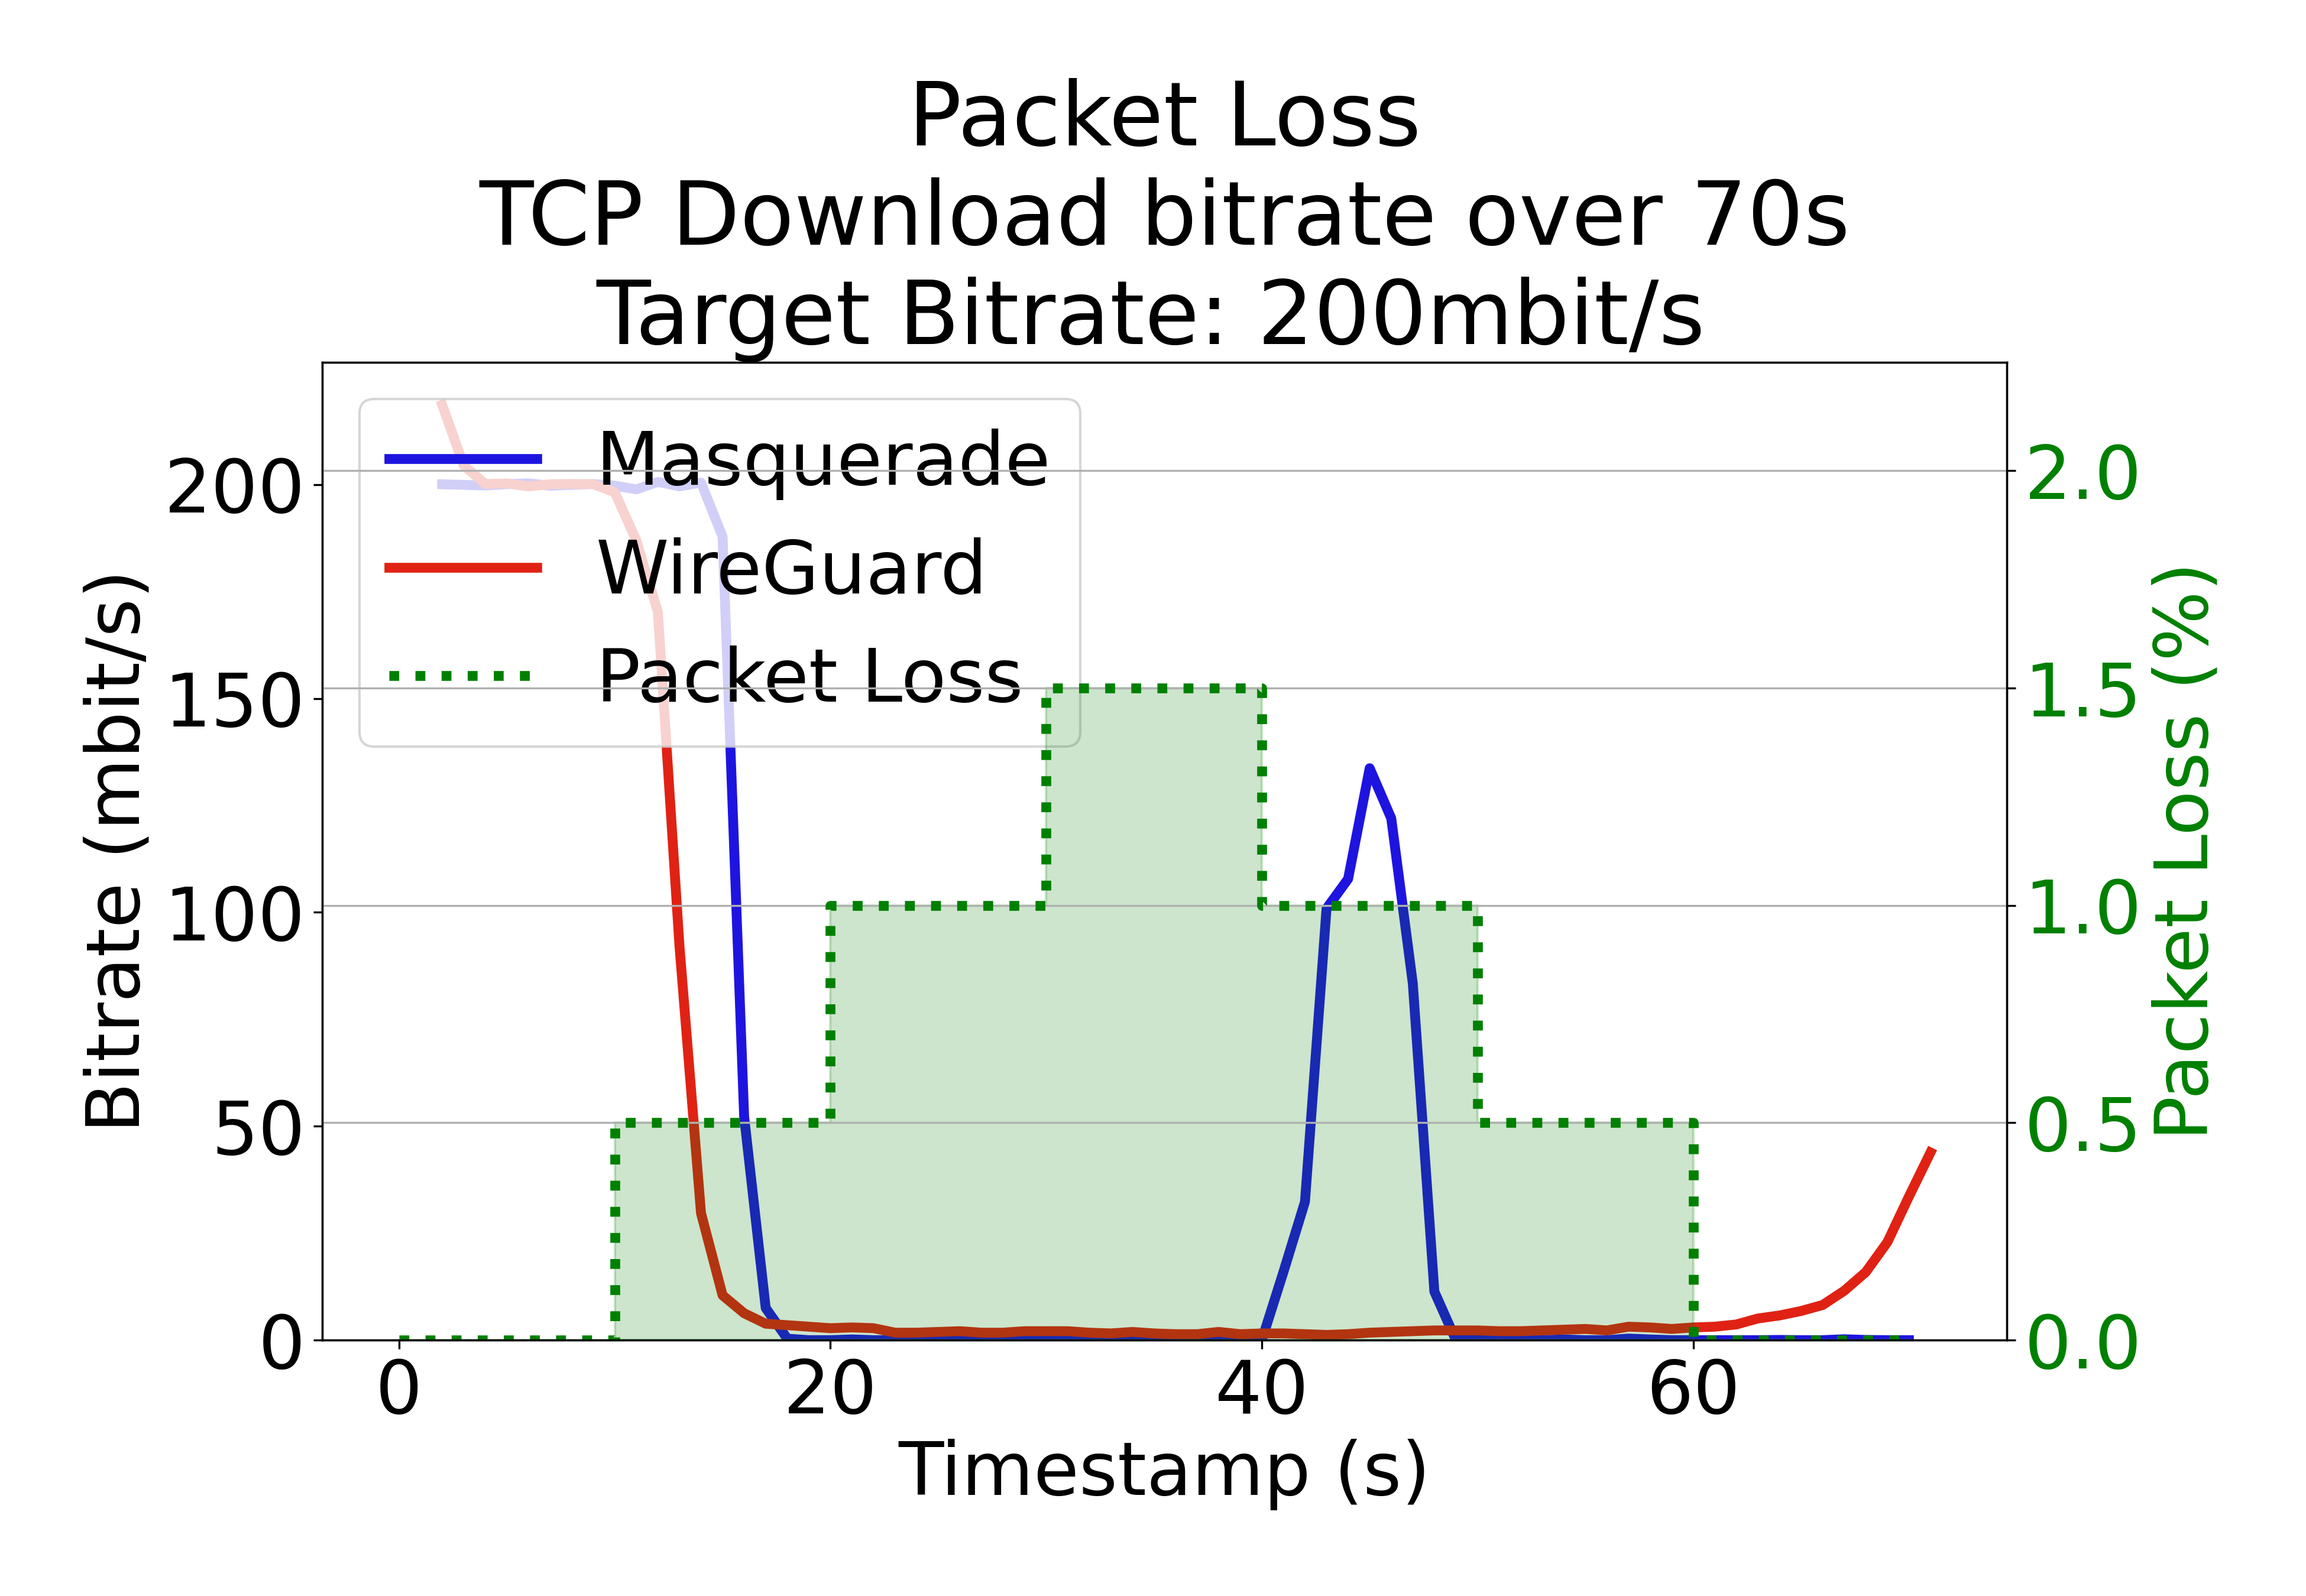 Packet Loss
TCP Download bitrate over 70s
Target Bitrate: 200mbit/s
Masquerade
WireGuard
Packet Loss
Bitrate (mbit/s)
200
150
100
50
0
0 20 40 60
Timestamp (s)
2.0
1.5
1.0
0.5
0.0
Packet Loss (%)